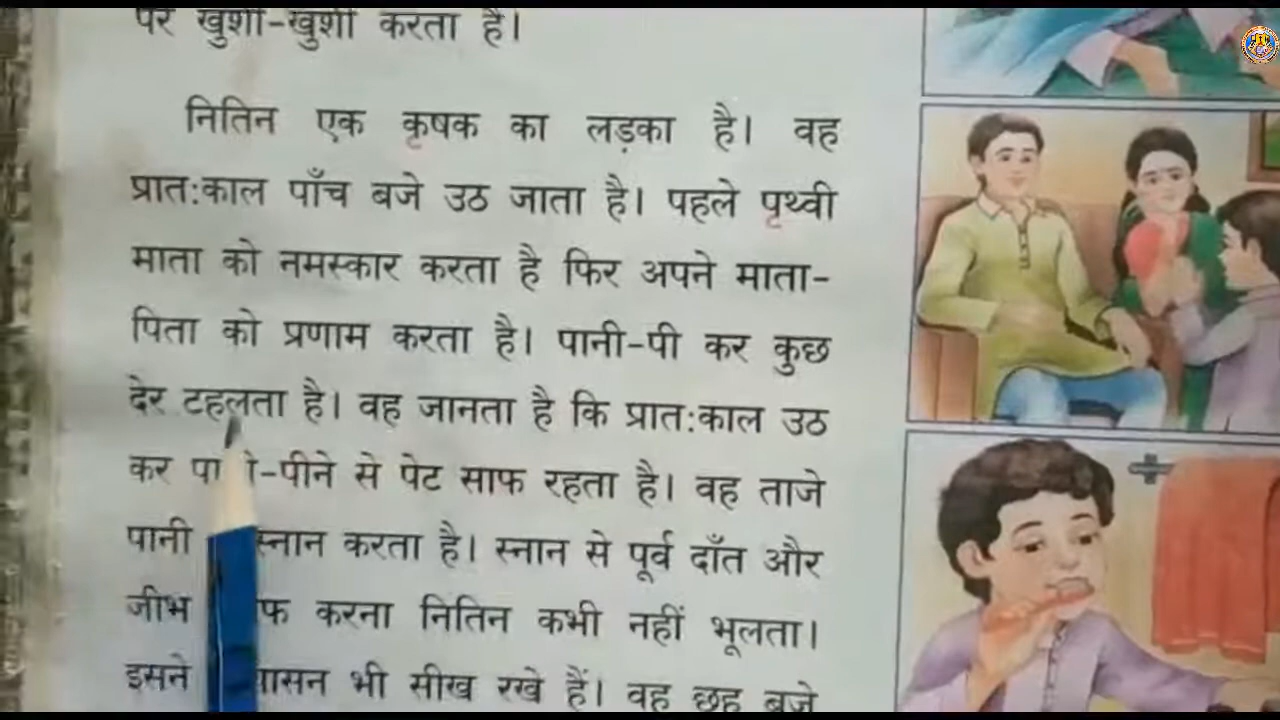 पर खुशी-खुशी करता है।
नितिन एक कृषक का लड़का है। वह
प्रात:काल पाँच बजे उठ जाता है। पहले पृथ्वी
माता को नमस्कार करता है फिर अपने माता-
पिता को प्रणाम करता है। पानी-पी कर कुछ
देर टहलता है। वह जानता है कि प्रात:काल उठ
कर पानी-पीने से पेट साफ रहता है। वह ताजे
पानी स्नान करता है। स्नान से पूर्व दाँत और
जीभ करना नितिन कभी नहीं भूलता।
इसने भी सीख रखे हैं। वह छह बजे